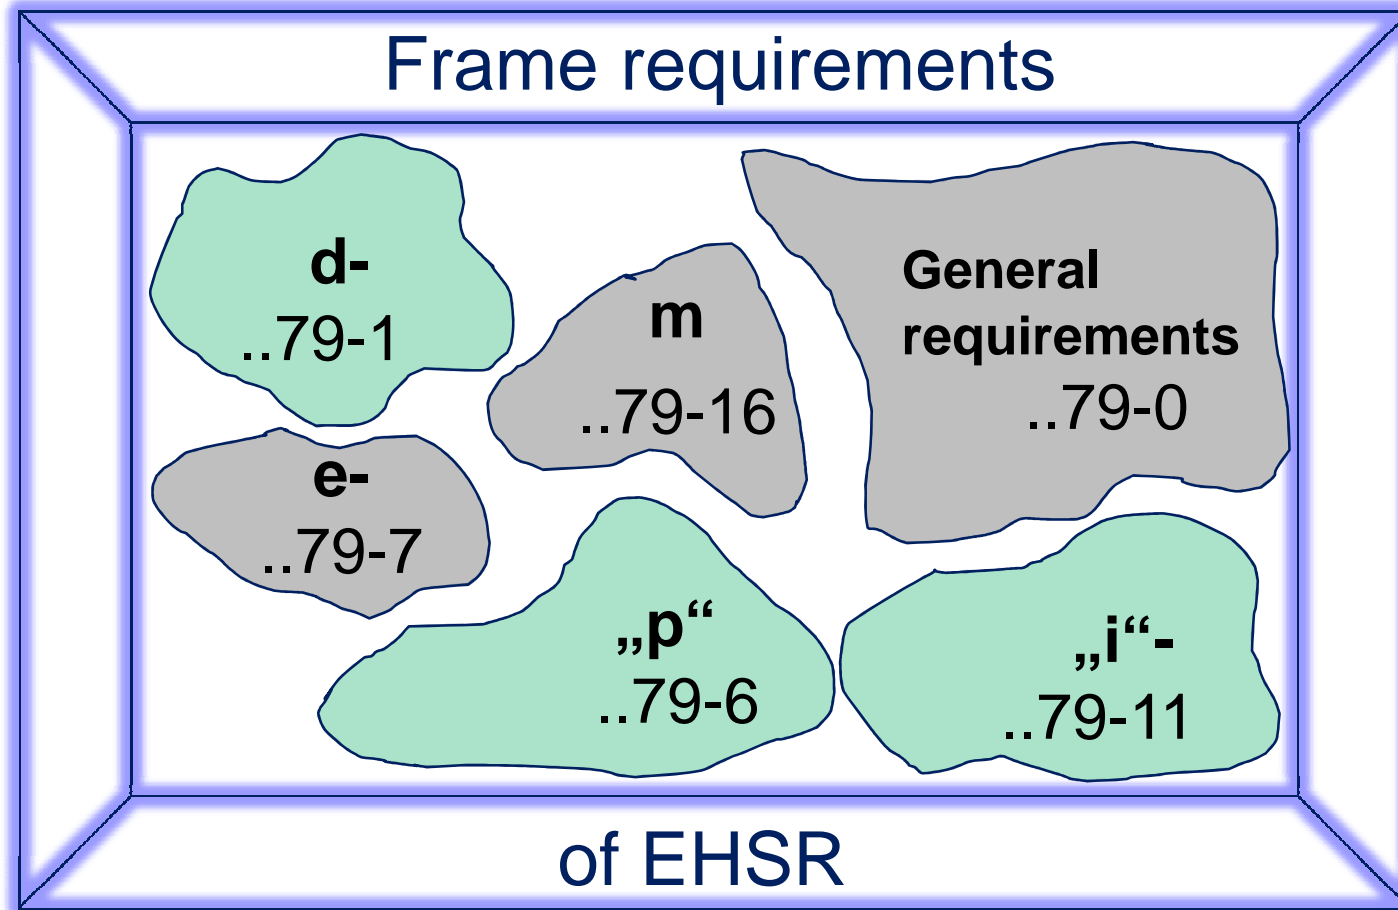 Frame requirements
d-
..79-1
m
..79-16
General
requirements
..79-0
e-
..79-7
„p“
..79-6
„i“-
..79-11
of EHSR